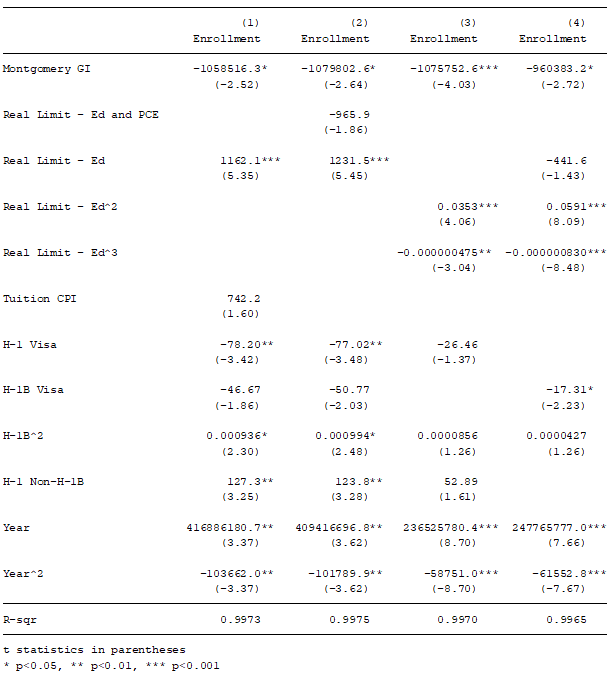 (1) (2) (3) (4)
Enrollment Enrollment Enrollment Enrollment
Montgomery GI -1058516.3* -1079802.6* -1075752.6*** -960383.2*
(-2.52) (-2.64) (-4.03) (-2.72)
Real Limit - Ed and PCE -965.9
(-1.86)
Real Limit - Ed 1162.1*** 1231.5*** -441.6
(5.35) (5.45) (-1.43)
Real Limit - Ed^2 0.0353*** 0.0591***
(4.06) (8.09)
Real Limit - Ed^3 -0.000000475** -0.000000830***
(-3.04) (-8.48)
Tuition CPI 742.2
(1.60)
H-1 Visa -78.20** -77.02** -26.46
(-3.42) (-3.48) (-1.37)
H-1B Visa -46.67 -50.77 -17.31*
(-1.86) (-2.03) (-2.23)
H-1B^2 0.000936* 0.000994* 0.0000856 0.0000427
(2.30) (2.48) (1.26) (1.26)
H-1 Non-H-1B 127.3** 123.8** 52.89
(3.25) (3.28) (1.61)
Year 416886180.7** 409416696.8** 236525780.4*** 247765777.0***
(3.37) (3.62) (8.70) (7.66)
Year^2 -103662.0** -101789.9** -58751.0*** -61552.8***
(-3.37) (-3.62) (-8.70) (-7.67)
R-sqr 0.9973 0.9975 0.9970 0.9965
t statistics in parentheses
* p<0.05, ** p<0.01, *** p<0.001